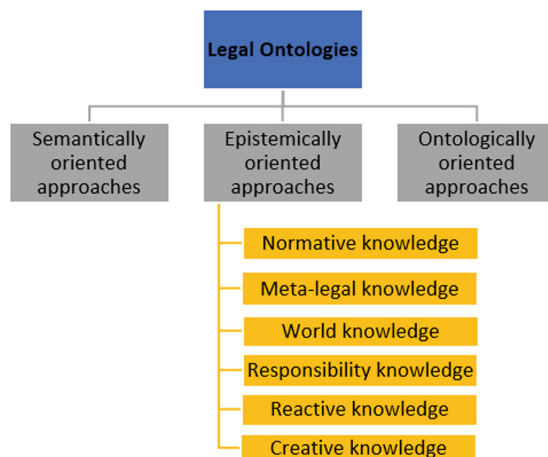 Legal Ontologies
Semantically
oriented
approaches
Epistemically
oriented
approaches
Ontologically
oriented
approaches
Normative knowledge
Meta-legal knowledge
World knowledge
Responsibility knowledge
Reactive knowledge
Creative knowledge